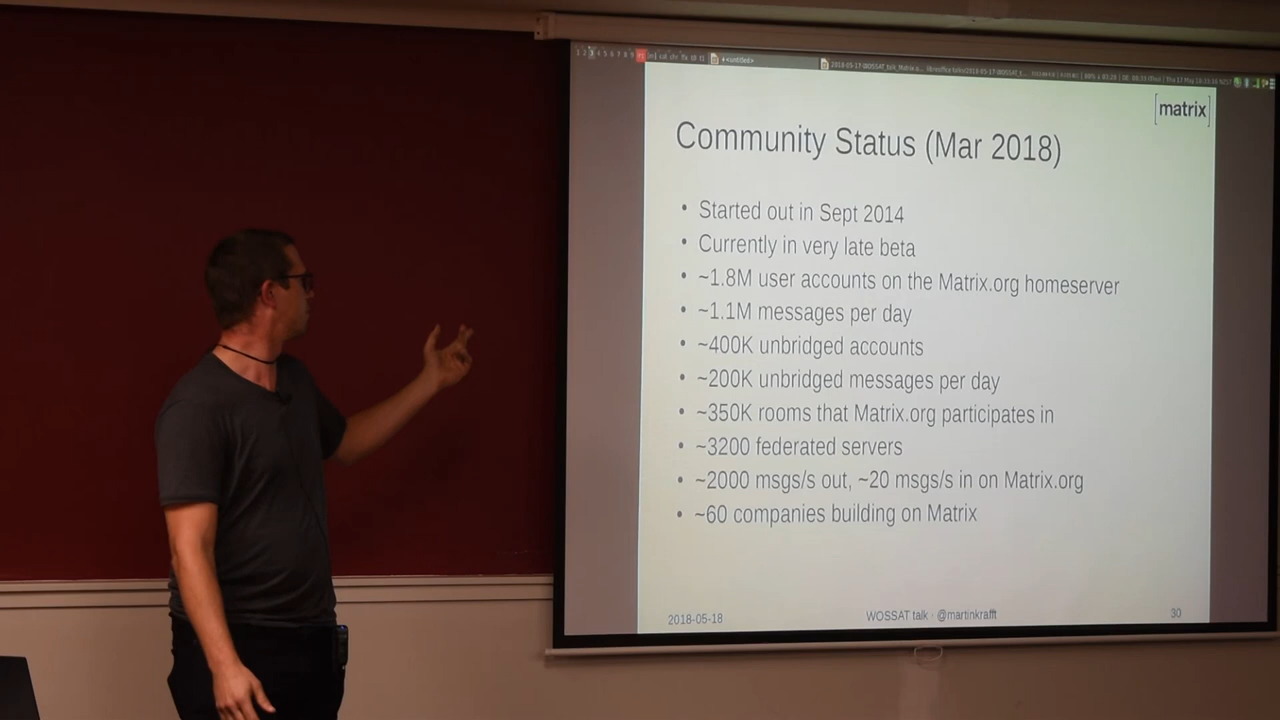 +<untitled>
[matrix]
Community Status (Mar 2018)
• Started out in Sept 2014
• Currently in very late beta
• ~1.8M user accounts on the Matrix.org homeserver
• ~1.1M messages per day
• ~400K unbridged accounts
• ~200K unbridged messages per day
• ~350K rooms that Matrix.org participates in
• ~3200 federated servers
• ~2000 msgs/s out, ~20 msgs/s in on Matrix.org
• ~60 companies building on Matrix
2018-05-18
WOSSAT talk · @martinkrafft
30